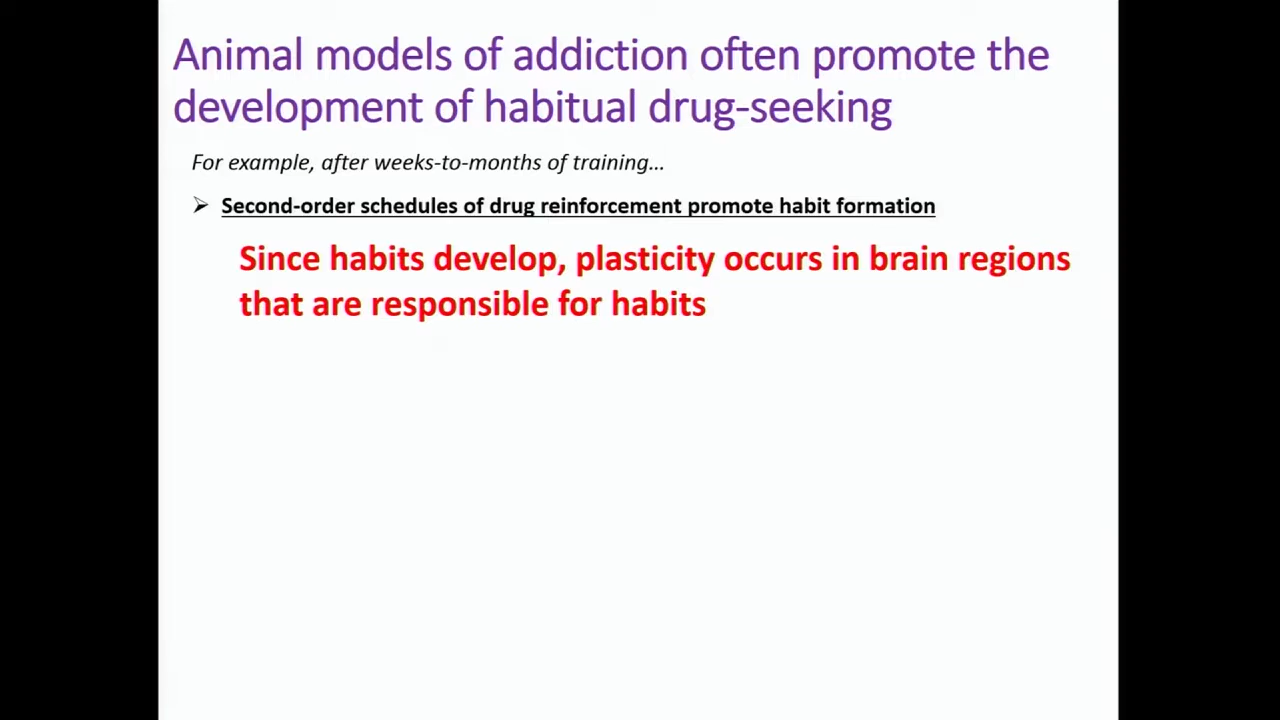 Animal models of addiction often promote the
development of habitual drug-seeking
For example, after weeks-to-months of training…
➢ Second-order schedules of drug reinforcement promote habit formation
Since habits develop, plasticity occurs in brain regions
that are responsible for habits